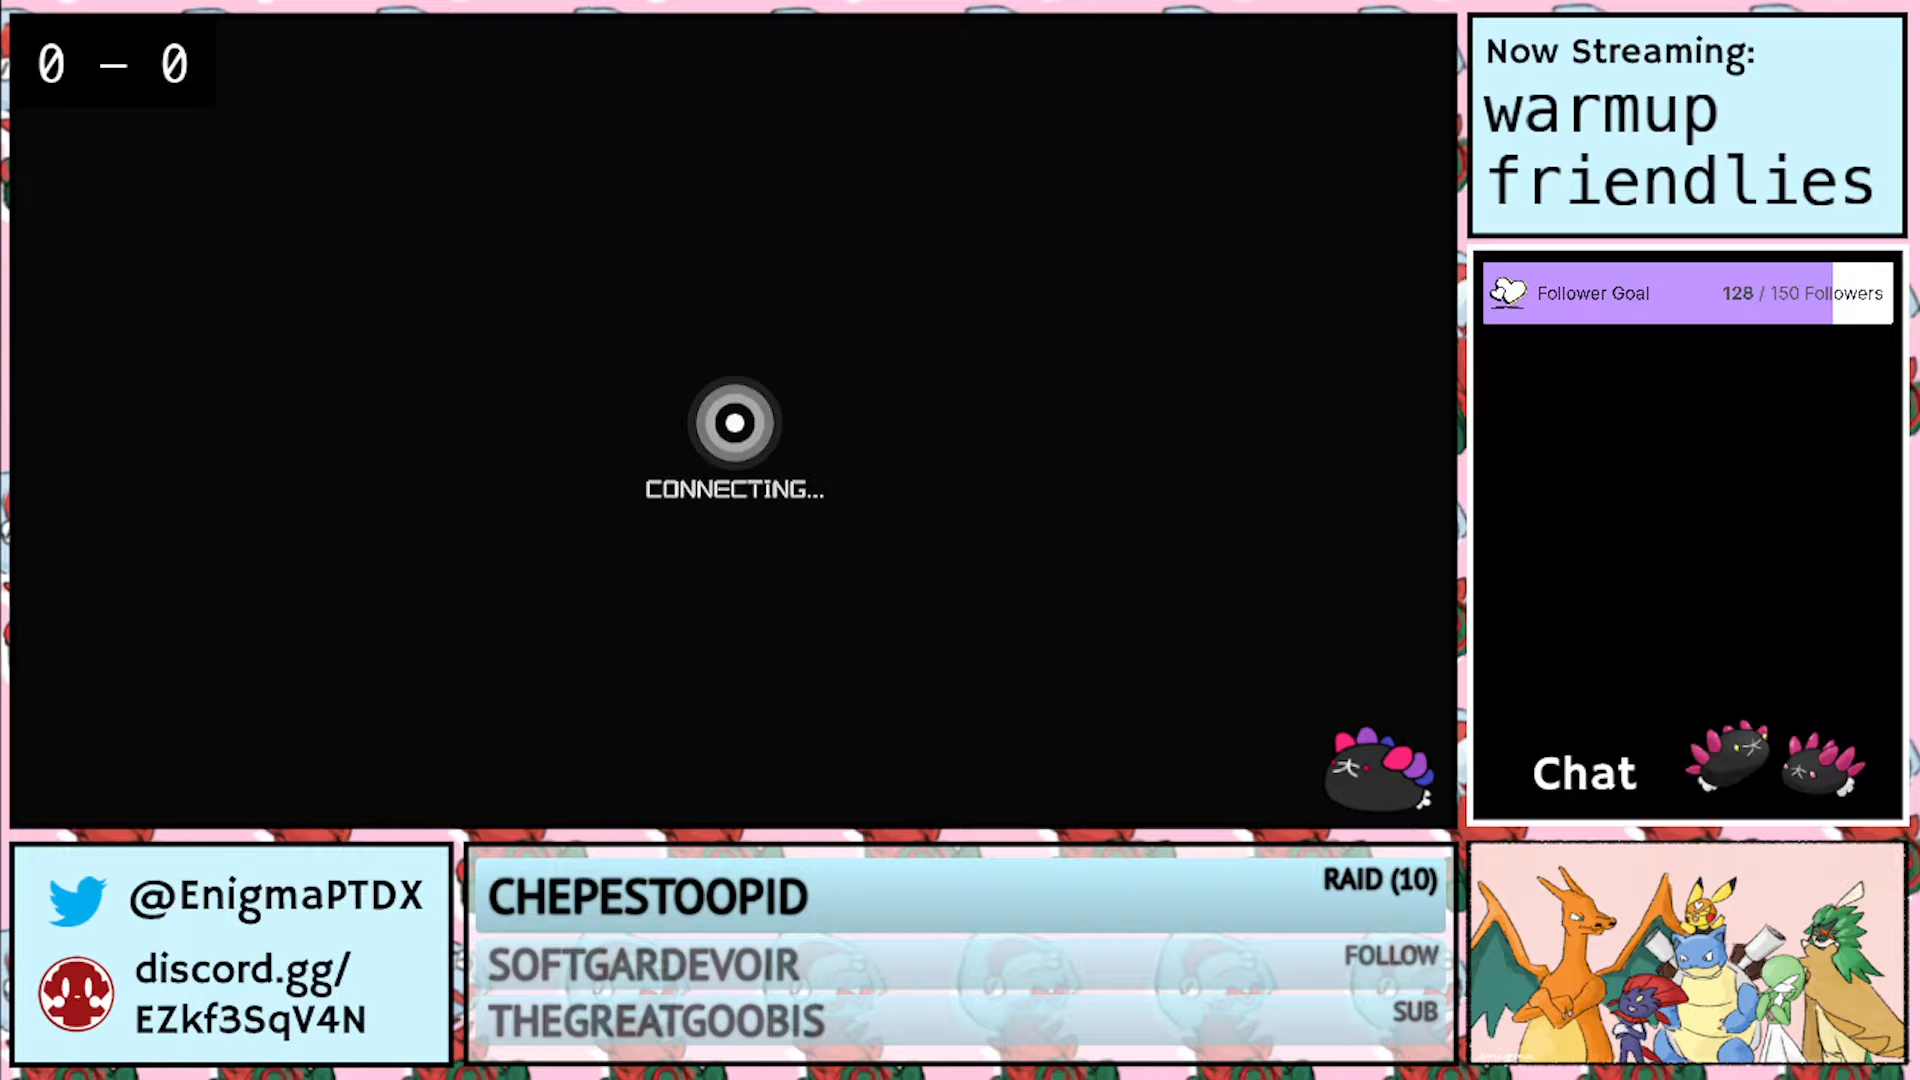 0 – 0
Now Streaming:
warmup
friendlies
Follower Goal 128 / 150 Followers
CONNECTING...
Chat
@EnigmaPTDX
discord.gg/
EZkf3SqV4N
CHEPESTOOPID RAID (10)
SOFTGARDEVOIR FOLLOW
THEGREATGOOBIS SUB